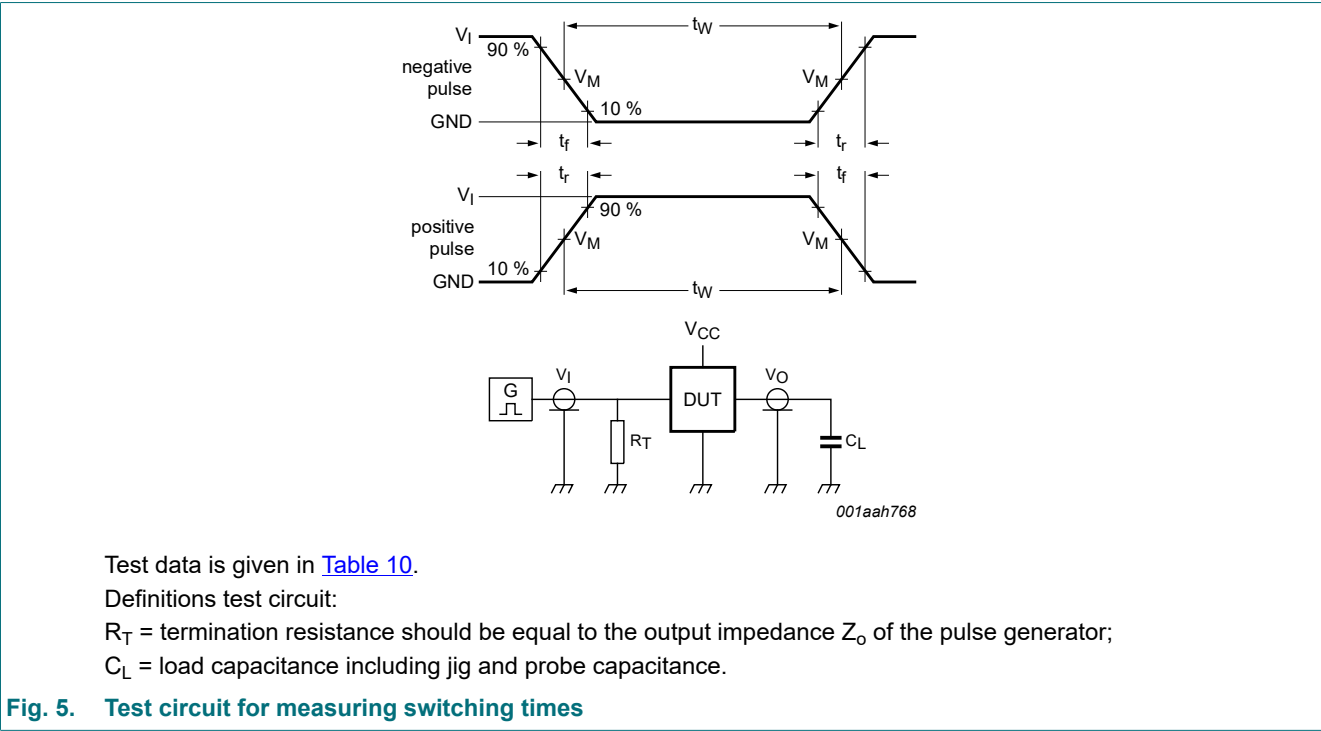 tW
VI
90 %
negative
pulse
VM
VM
10 %
GND
tf
tr
tr
tf
VI
90 %
positive
pulse
VM
VM
10 %
GND
tW
VCC
VI
VO
G
DUT
RT
CL
001aah768
Test data is given in Table 10.
Definitions test circuit:
RT = termination resistance should be equal to the output impedance Zo of the pulse generator;
CL = load capacitance including jig and probe capacitance.
Fig. 5. Test circuit for measuring switching times